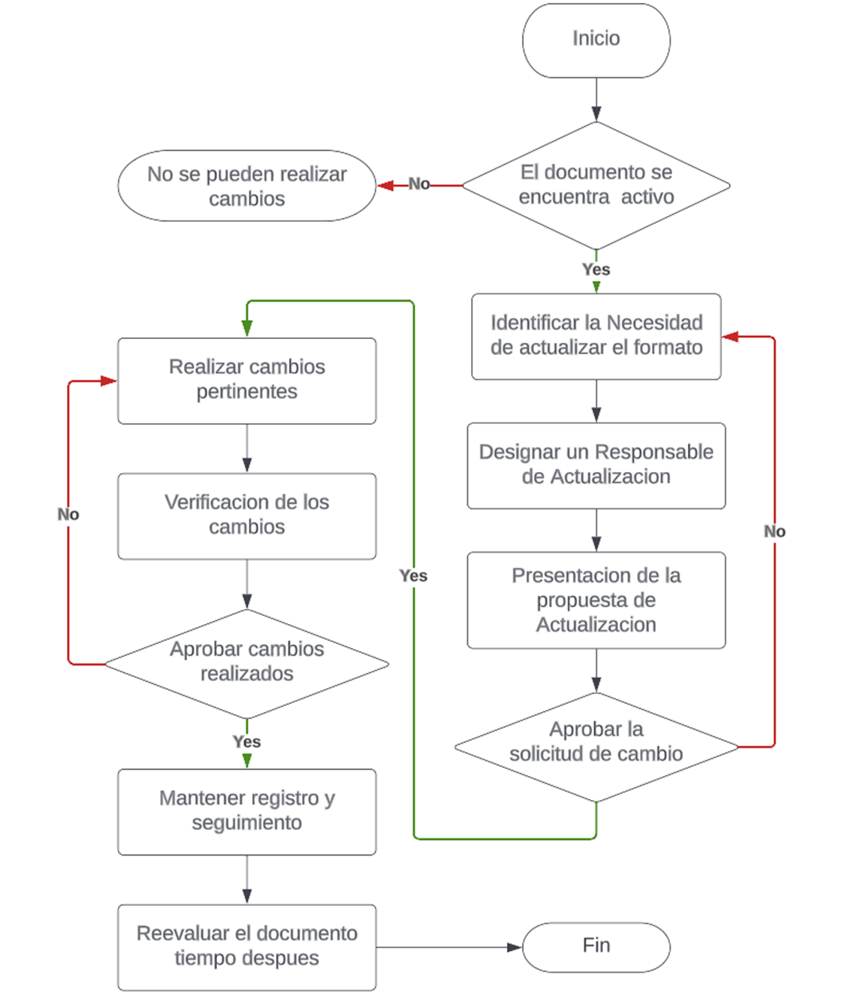 Inicio
El documento se
encuentra activo
No
No se pueden realizar
cambios
Yes
Identificar la Necesidad
de actualizar el formato
Designar un Responsable
de Actualizacion
Presentacion de la
propuesta de
Actualizacion
Aprobar la
solicitud de cambio
No
Yes
Realizar cambios
pertinentes
Verificacion de los
cambios
Aprobar cambios
realizados
No
Yes
Mantener registro y
seguimiento
Reevaluar el documento
tiempo despues
Fin